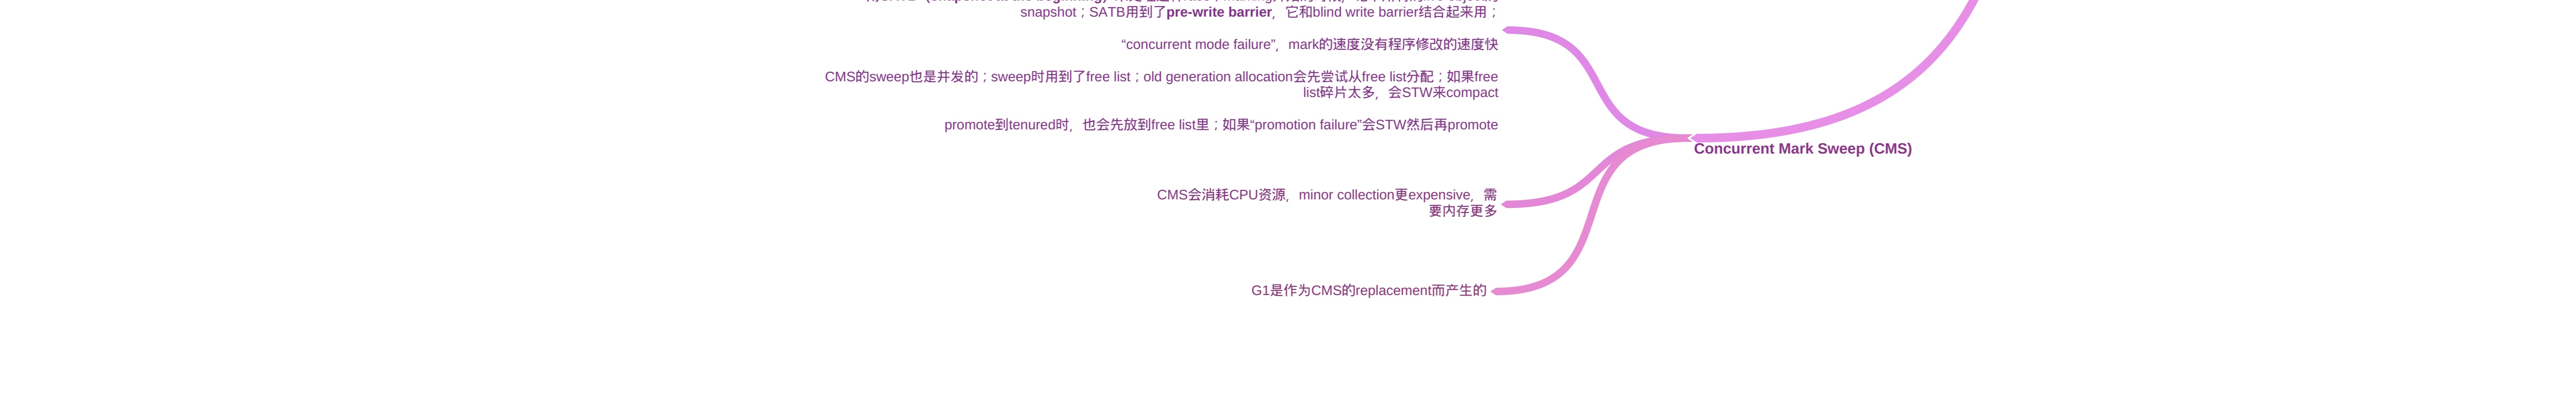 snapshot；SATB用到了pre-write barrier，它和blind write barrier结合起来用；
“concurrent mode failure”，mark的速度没有程序修改的速度快
CMS的sweep也是并发的；sweep时用到了free list；old generation allocation会先尝试从free list分配；如果free
list碎片太多，会STW来compact
promote到tenured时，也会先放到free list里；如果“promotion failure”会STW然后再promote
Concurrent Mark Sweep (CMS)
CMS会消耗CPU资源，minor collection更expensive，需
要内存更多
G1是作为CMS的replacement而产生的